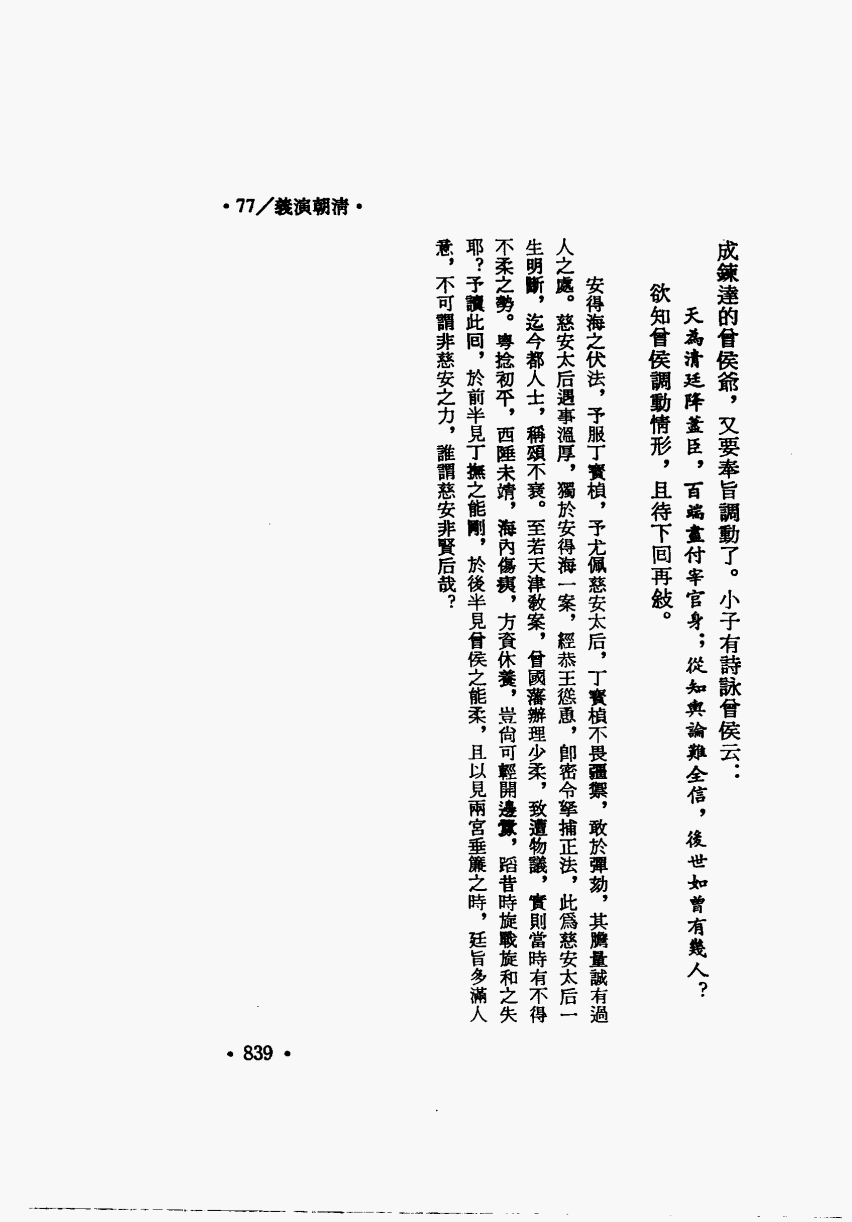 成鍊達的曾侯爺，又要奉旨調動了。小子有詩詠曾侯云：
天為清廷降藎臣，百端畫付宰官身；從知輿論難全信，後世如曾有幾人？
欲知曾侯調動情形，且待下回再敍。
安得海之伏法，予服丁寶楨，予尤佩慈安太后，丁寶楨不畏彊禦，敢於彈劾，其膽量誠有過
人之處。慈安太后遇事溫厚，獨於安得海一案，經恭王慫恿，卽密令拏捕正法，此爲慈安太后一
生明斷，迄今都人士，稱頌不衰。至若天津敎案，曾國藩辦理少柔，致遭物議，實則當時有不得
不柔之勢。粵捻初平，西陲未靖，海內傷痍，方資休養，豈尙可輕開邊釁，蹈昔時旋戰旋和之失
耶？予讀此回，於前半見丁撫之能剛，於後半見曾侯之能柔，且以見兩宮垂簾之時，廷旨多滿人
意，不可謂非慈安之力，誰謂慈安非賢后哉？
•77／義演朝淸•
•839•